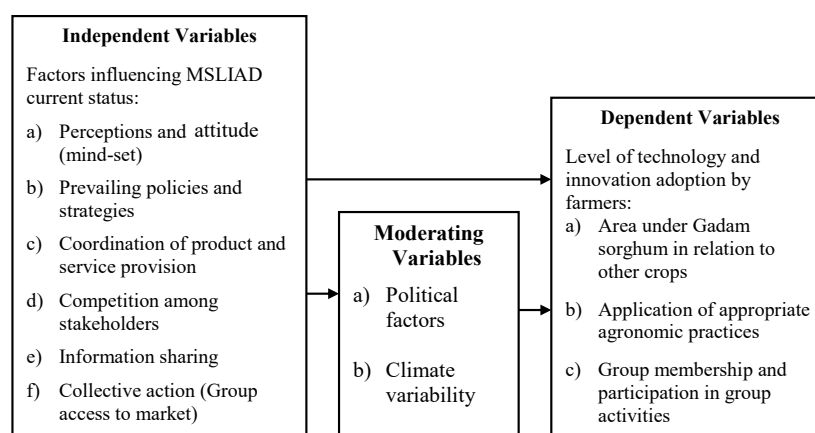 Independent Variables
Factors influencing MSLIAD
current status:
a) Perceptions and attitude
(mind-set)
b) Prevailing policies and
strategies
c) Coordination of product and
service provision
d) Competition among
stakeholders
e) Information sharing
f) Collective action (Group
access to market)
Moderating
Variables
a) Political
factors
b) Climate
variability
Dependent Variables
Level of technology and
innovation adoption by
farmers:
a) Area under Gadam
sorghum in relation to
other crops
b) Application of appropriate
agronomic practices
c) Group membership and
participation in group
activities